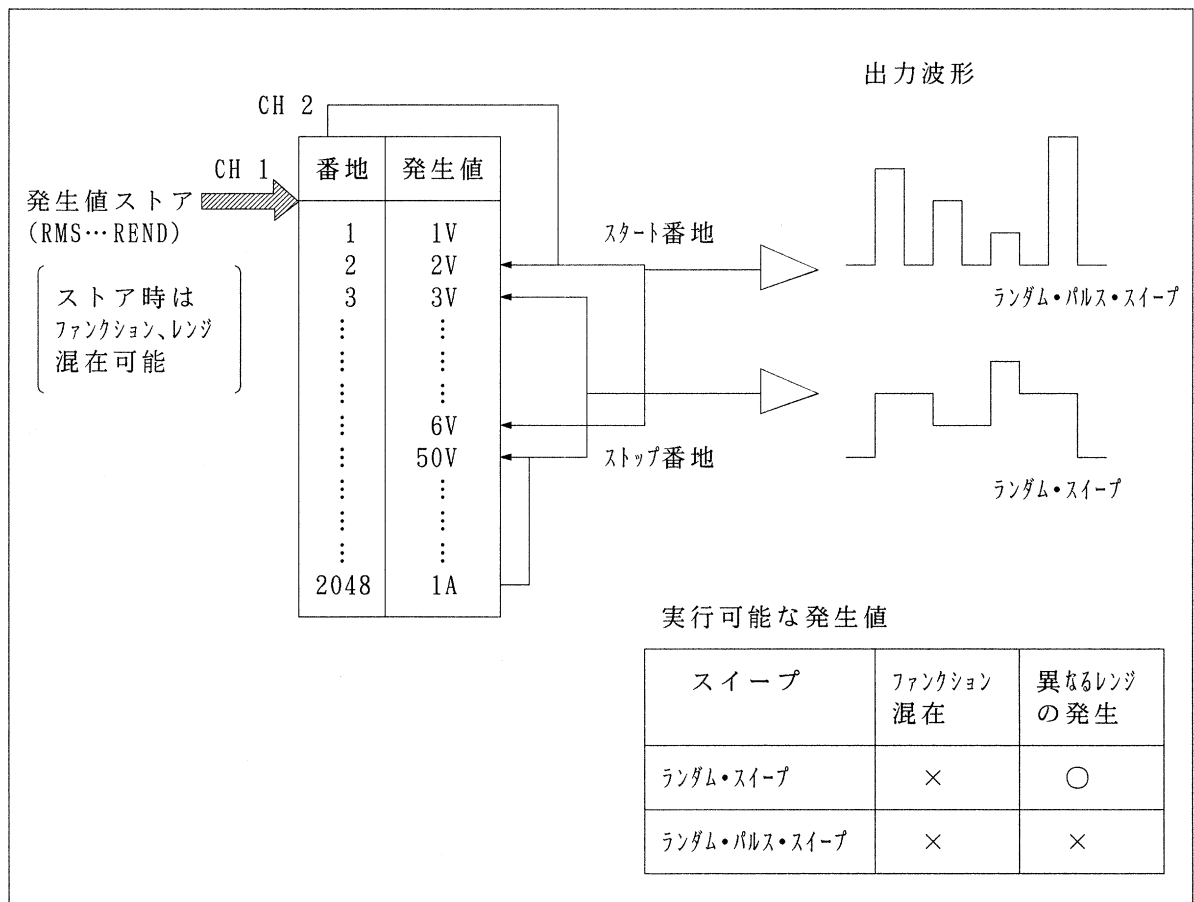 出力波形
CH 2
CH 1
発生値ストア
(RMS…REND)
ストア時は
ファンクション、レンジ
混在可能
番地 発生値
1 1V
2 2V
3 3V
⋮ ⋮
⋮ ⋮
⋮ ⋮
⋮ 6V
⋮ 50V
⋮ ⋮
⋮ ⋮
⋮ ⋮
2048 1A
スタート番地
ストップ番地
ランダム・パルス・スイープ
ランダム・スイープ
実行可能な発生値
スイープ ファンクション混在 異なるレンジの発生
ランダム・スイープ × ○
ランダム・パルス・スイープ × ×